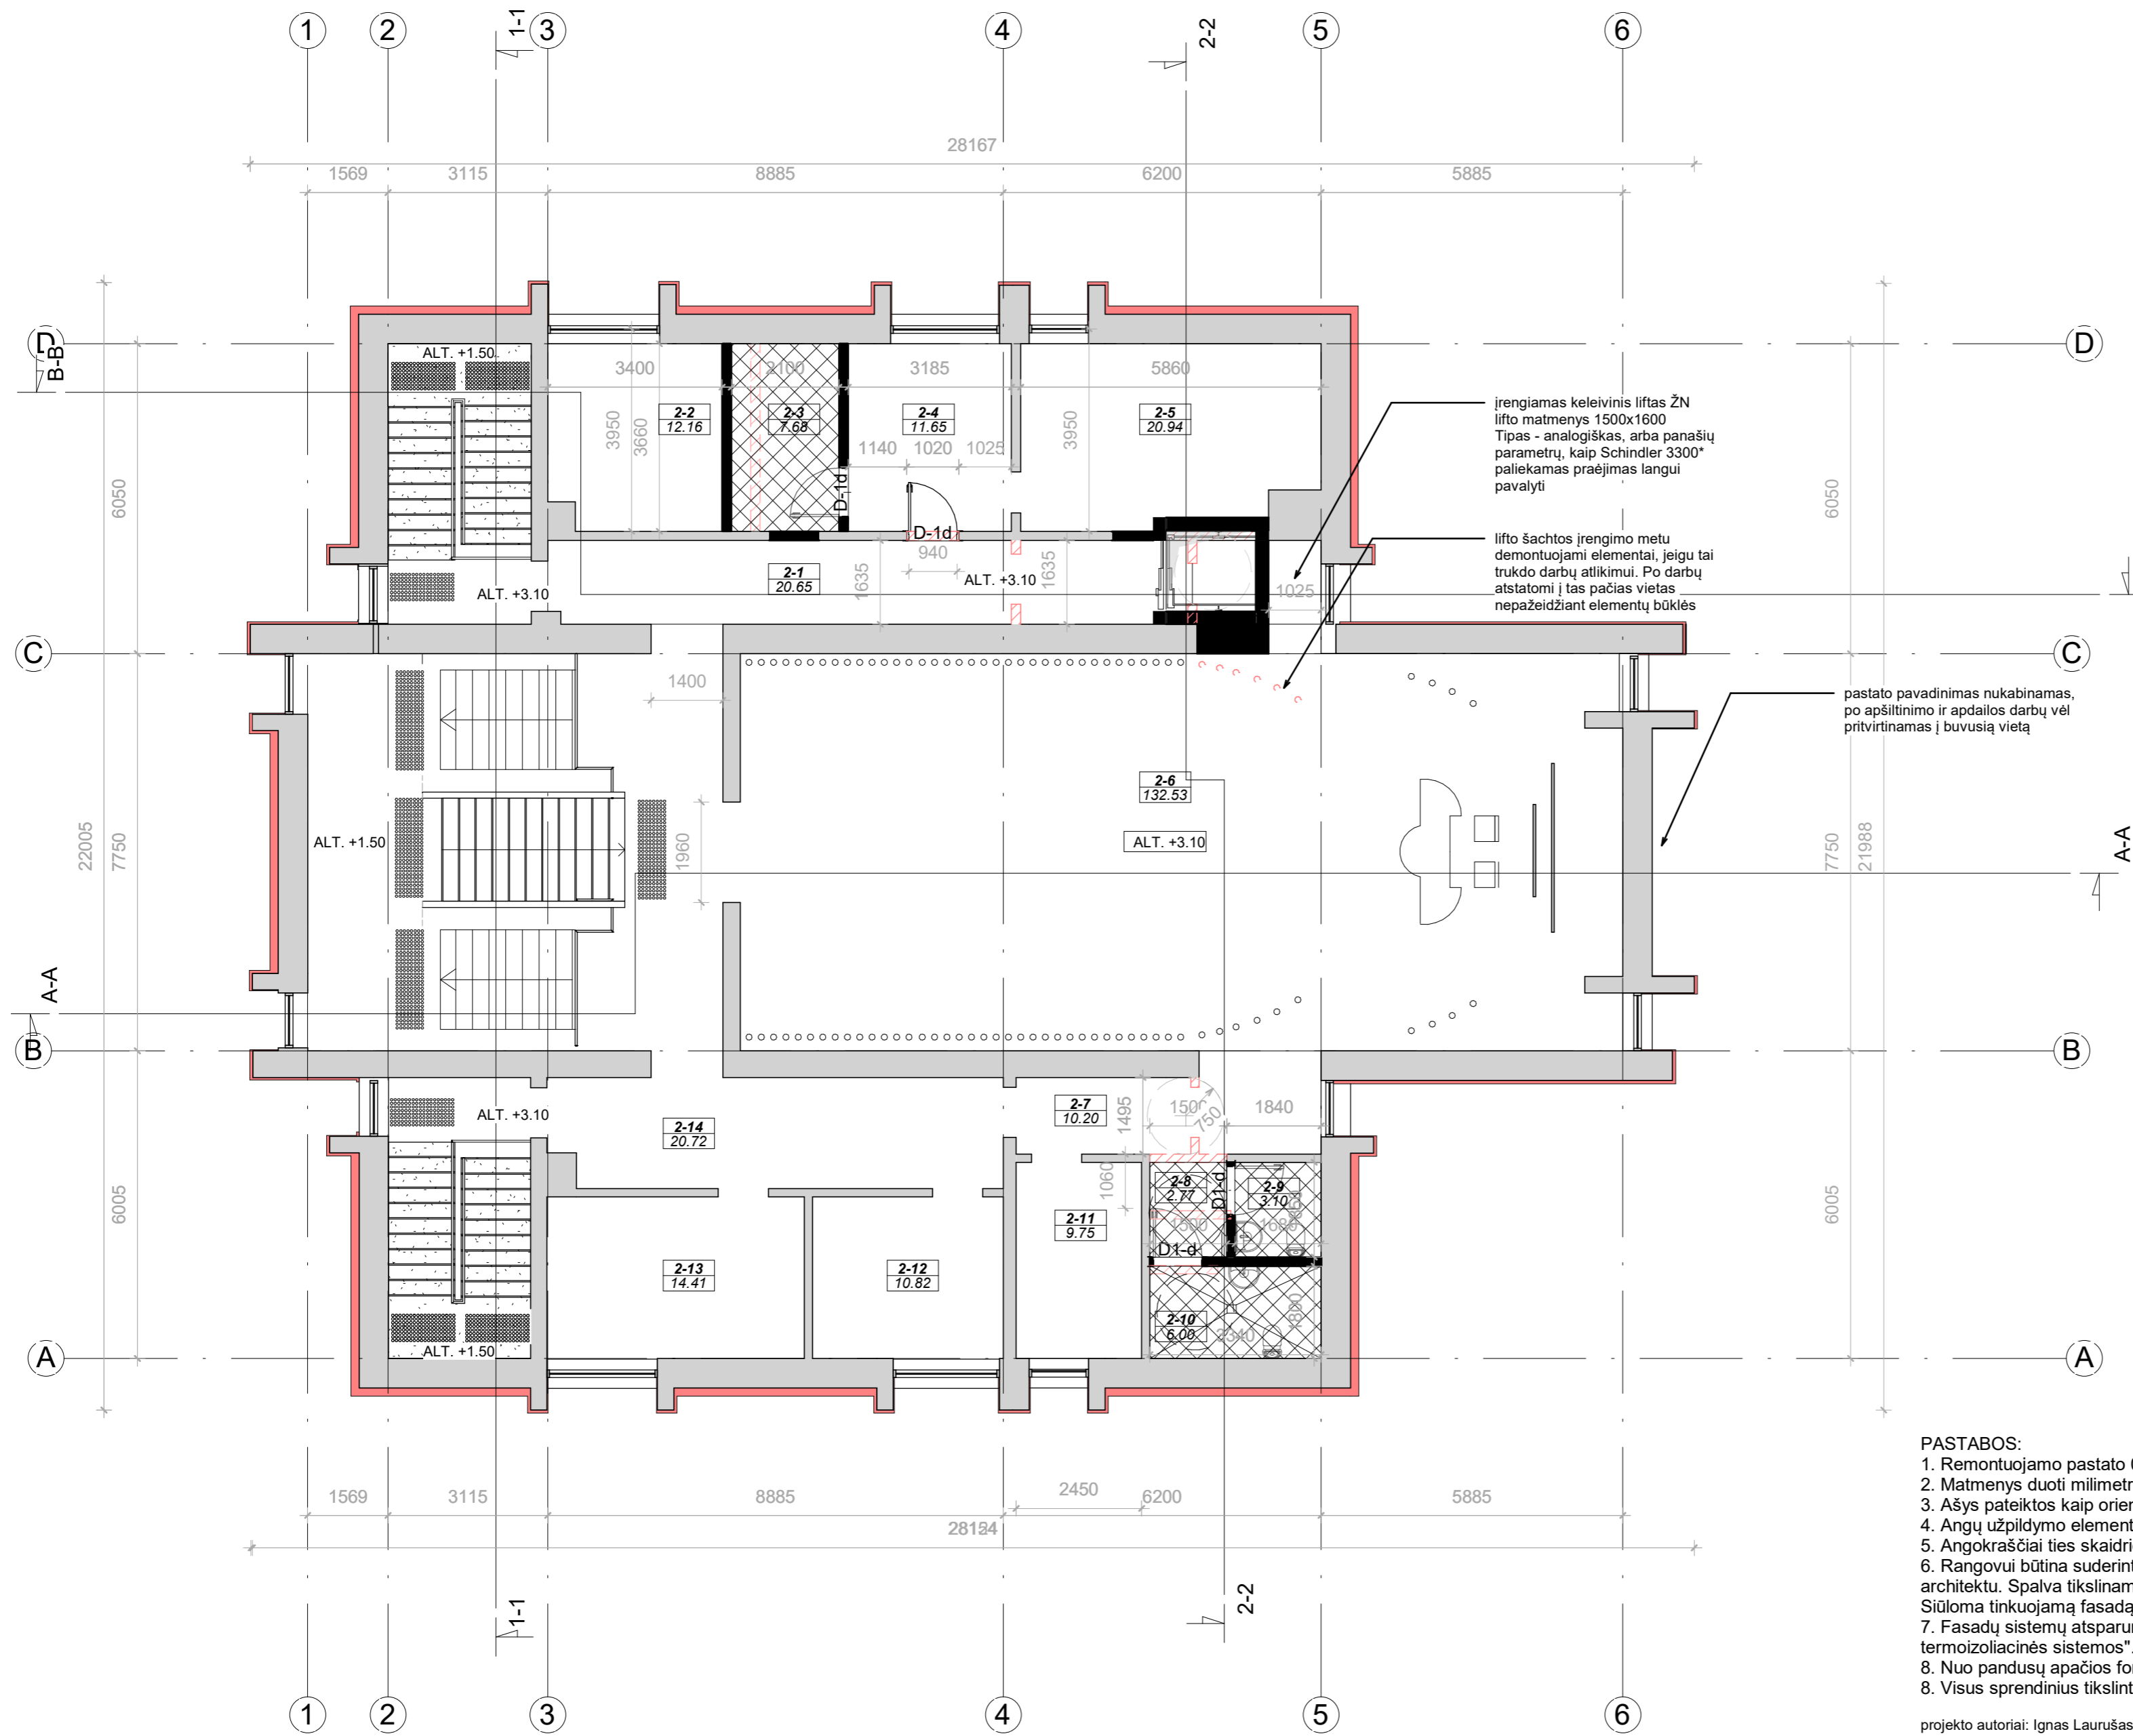 1 2 1-1 3 4 2-2 5 6
28167
1569 3115 8885 6200 5885
D B-B ALT. +1.50 D
3400 2100 3185 5860
2-2 2-3 2-4 2-5
12.16 7.68 11.65 20.94
3950 3660 3950
1140 1020 1025
D-1d
D-1d
940
įrengiamas keleivinis liftas ŽN
lifto matmenys 1500x1600
Tipas - analogiškas, arba panašių
parametrų, kaip Schindler 3300*
paliekamas praėjimas langui
pavalyti
6050 6050
lifto šachtos įrengimo metu
demontuojami elementai, jeigu tai
trukdo darbų atlikimui. Po darbų
atstatomi į tas pačias vietas
nepažeidžiant elementų būklės
2-1
20.65
1635 ALT. +3.10 1635
ALT. +3.10
1025
C C
1400
pastato pavadinimas nukabinamas,
po apšiltinimo ir apdailos darbų vėl
pritvirtinamas į buvusią vietą
2-6
132.53
ALT. +1.50 ALT. +3.10
22005 7750 1960 7750 21988
A-A
A-A
B B
ALT. +3.10
2-14
20.72
2-7
10.20
1495 1500 750 1840
6005 6005
1060
2-8
2.77
D1-d
2-9
3.10
2-11
9.75
1500 1680
D1-d
2-13
14.41
2-12
10.82
2-10
6.00
2340 1800
A ALT. +1.50 A
1569 3115 8885 2450 6200 5885
28154
1-1 2-2
1 2 3 4 5 6
PASTABOS:
1. Remontuojamo pastato
2. Matmenys duoti milimetr
3. Ašys pateiktos kaip orien
4. Angų užpildymo element
5. Angokraščiai ties skaidri
6. Rangovui būtina suderint
architektu. Spalva tikslinam
Siūloma tinkuojamą fasadą
7. Fasadų sistemų atsparu
termoizoliacinės sistemos".
8. Nuo pandusų apačios fo
8. Visus sprendinius tikslint
projekto autoriai: Ignas Laurušas